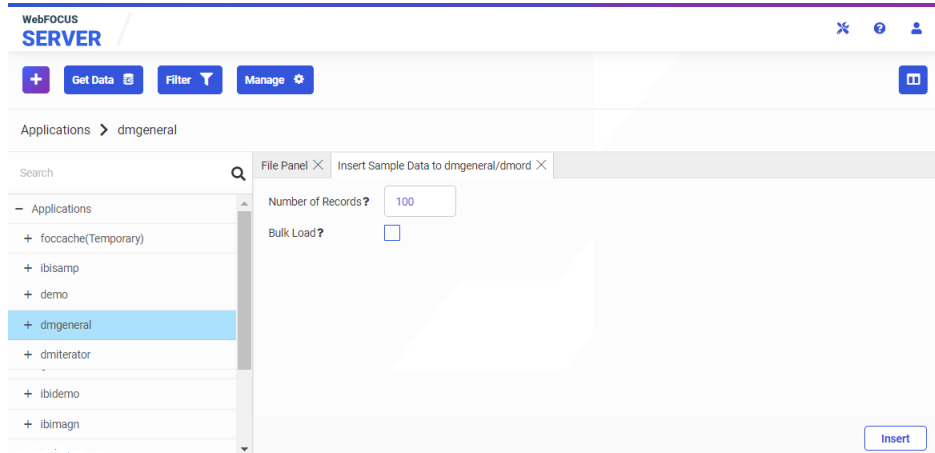 WebFOCUS
SERVER
+ Get Data Filter Manage
Applications > dmgeneral
Search
File Panel × Insert Sample Data to dmgeneral/dmord ×
− Applications
+ foccache(Temporary)
+ ibisamp
+ demo
+ dmgeneral
+ dmiterator
+ ibidemo
+ ibimagn
Number of Records? 100
Bulk Load?
Insert